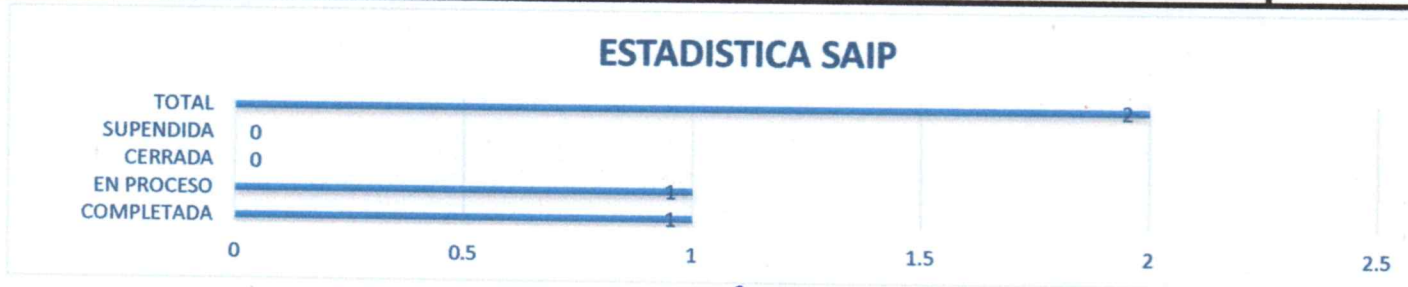 ESTADISTICA SAIP
TOTAL 2
SUPENDIDA 0
CERRADA 0
EN PROCESO 1
COMPLETADA 1
0 0.5 1 1.5 2 2.5